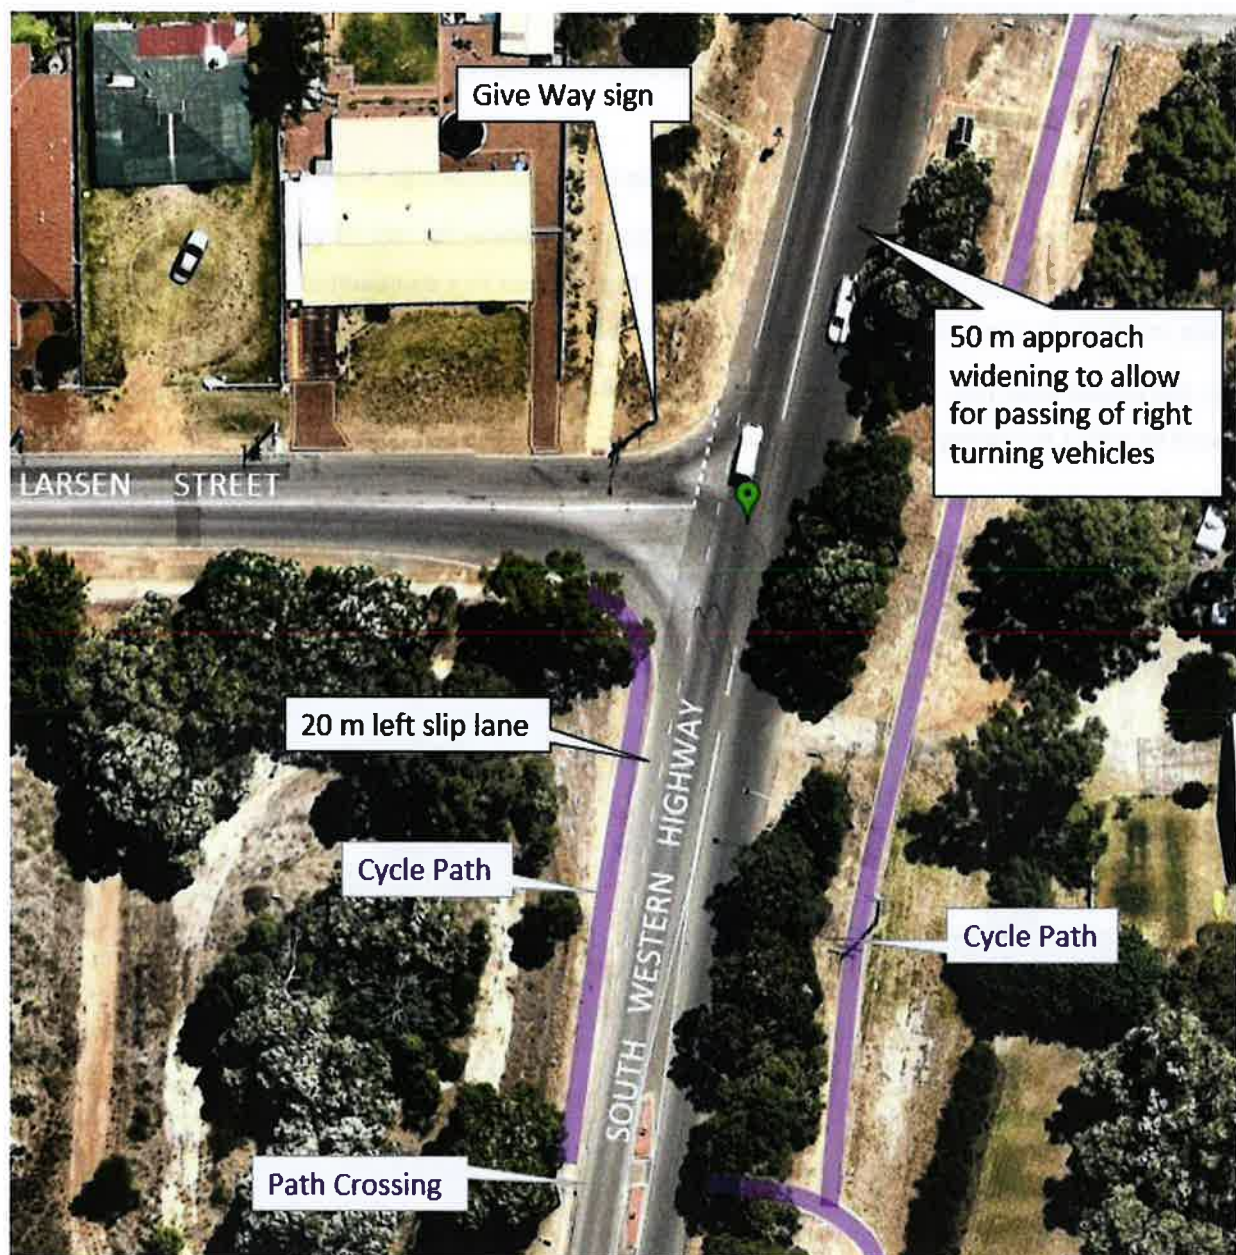 Give Way sign
50 m approach
widening to allow
for passing of right
turning vehicles
LARSEN STREET
20 m left slip lane
SOUTH WESTERN HIGHWAY
Cycle Path
Cycle Path
Path Crossing